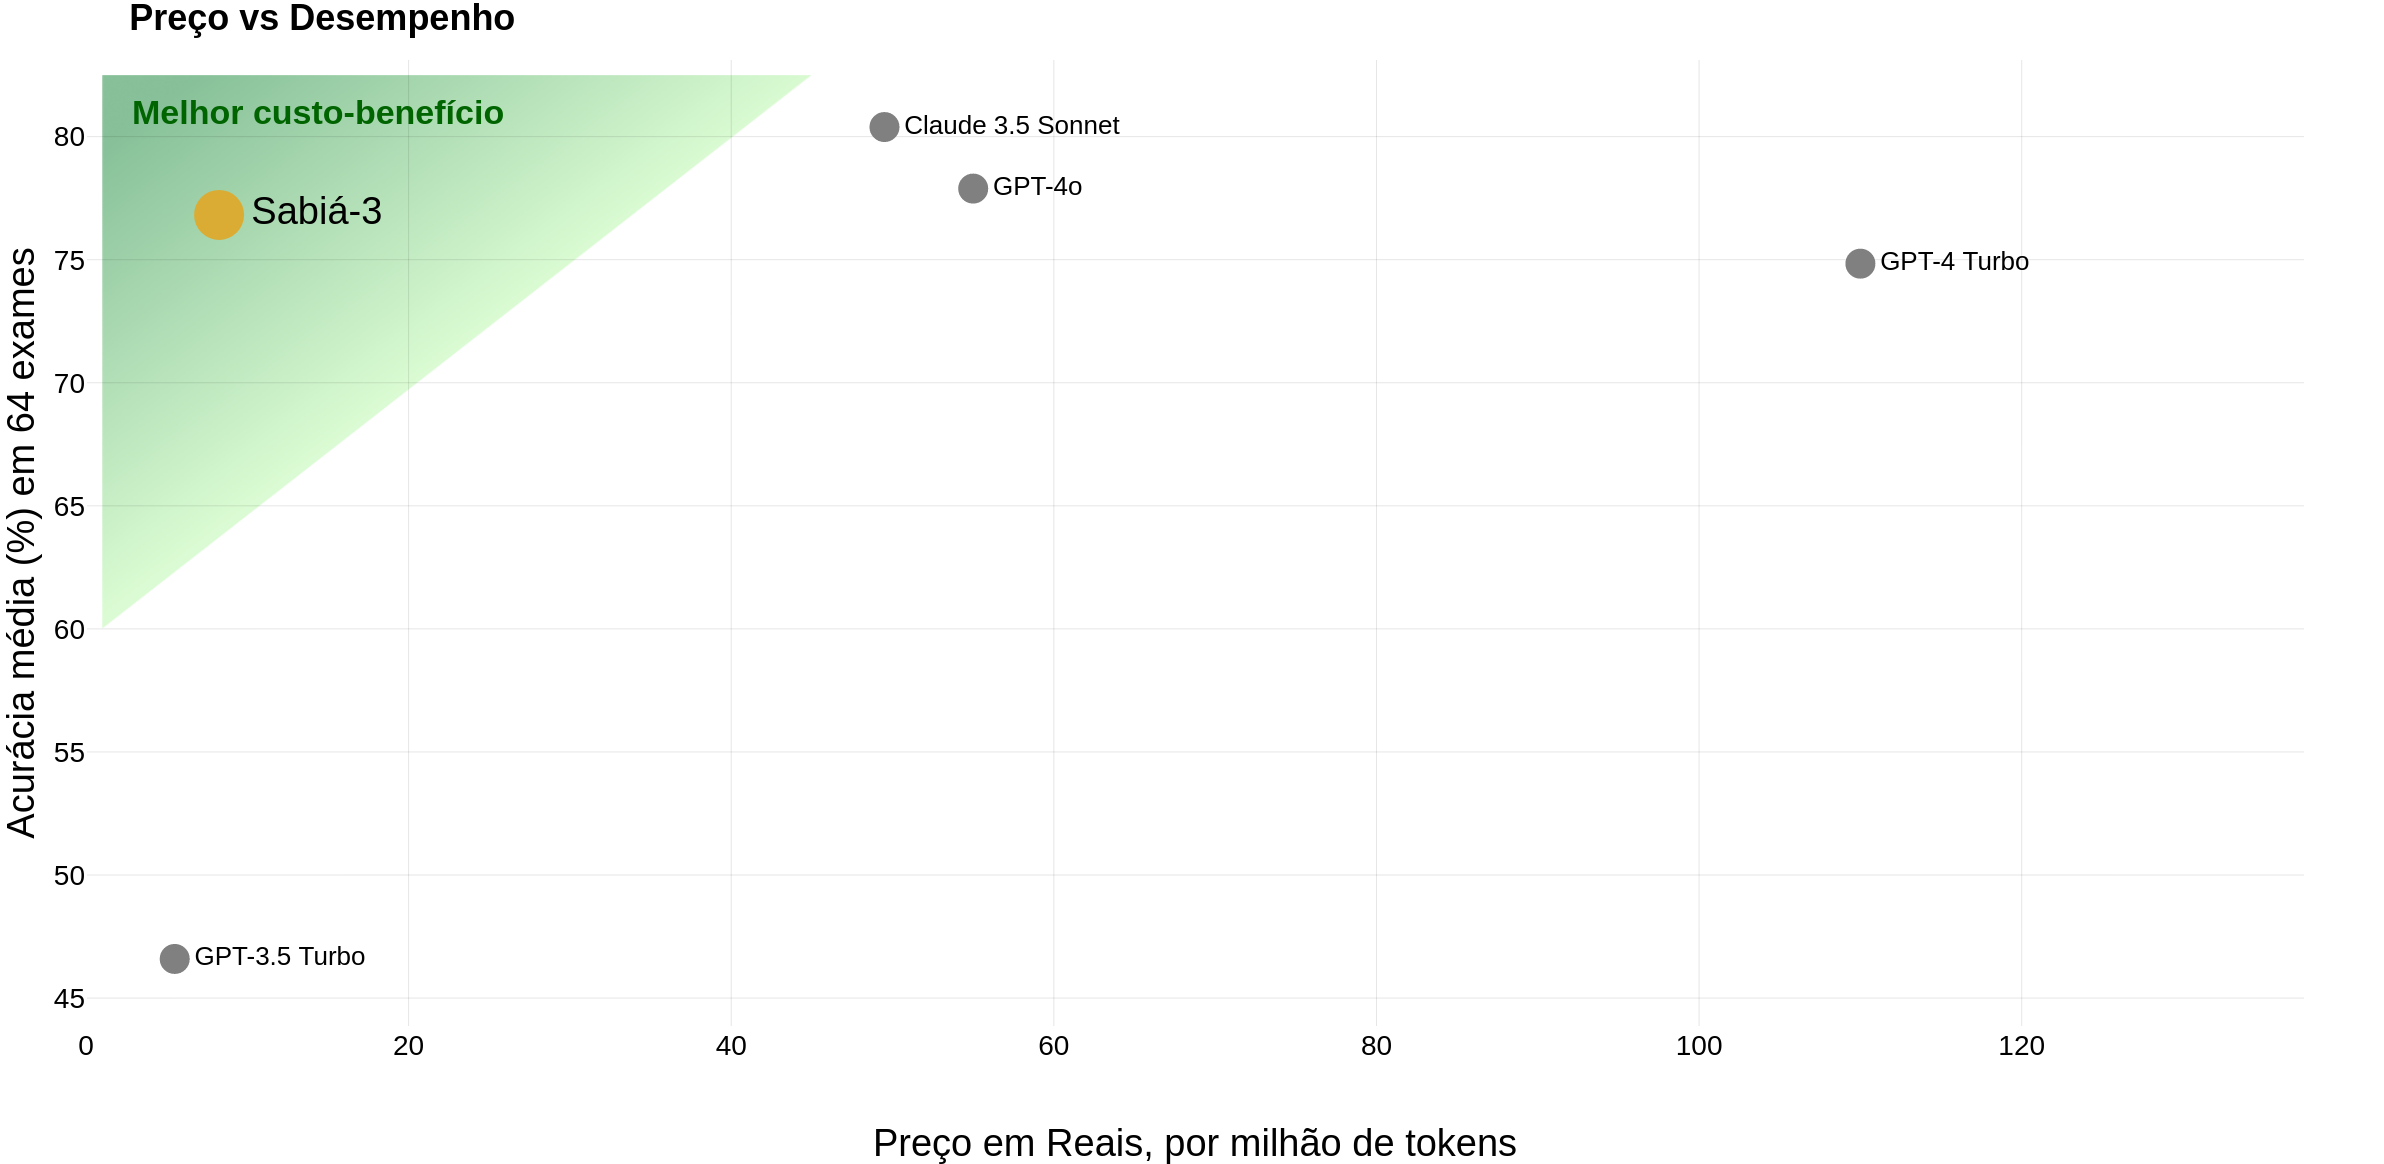 Preço vs Desempenho
Melhor custo-benefício
Claude 3.5 Sonnet
GPT-4o
Sabiá-3
GPT-4 Turbo
GPT-3.5 Turbo
Acurácia média (%) em 64 exames
80
75
70
65
60
55
50
45
0 20 40 60 80 100 120
Preço em Reais, por milhão de tokens